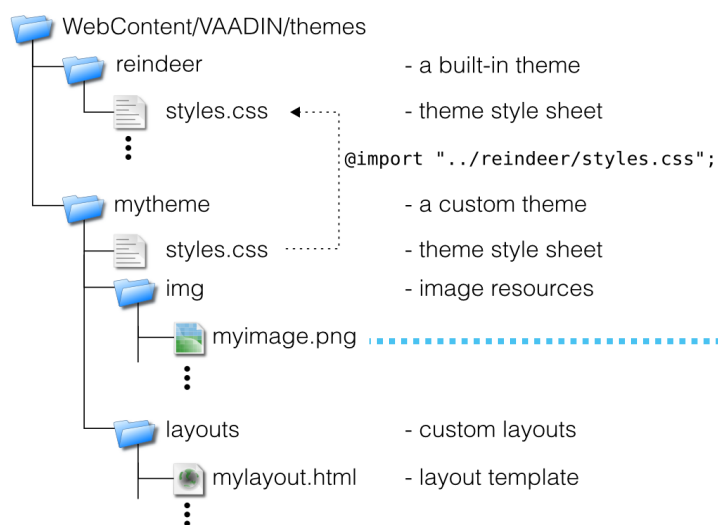 WebContent/VAADIN/themes
reindeer - a built-in theme
styles.css - theme style sheet
@import "../reindeer/styles.css";
mytheme - a custom theme
styles.css - theme style sheet
img - image resources
myimage.png
layouts - custom layouts
mylayout.html - layout template